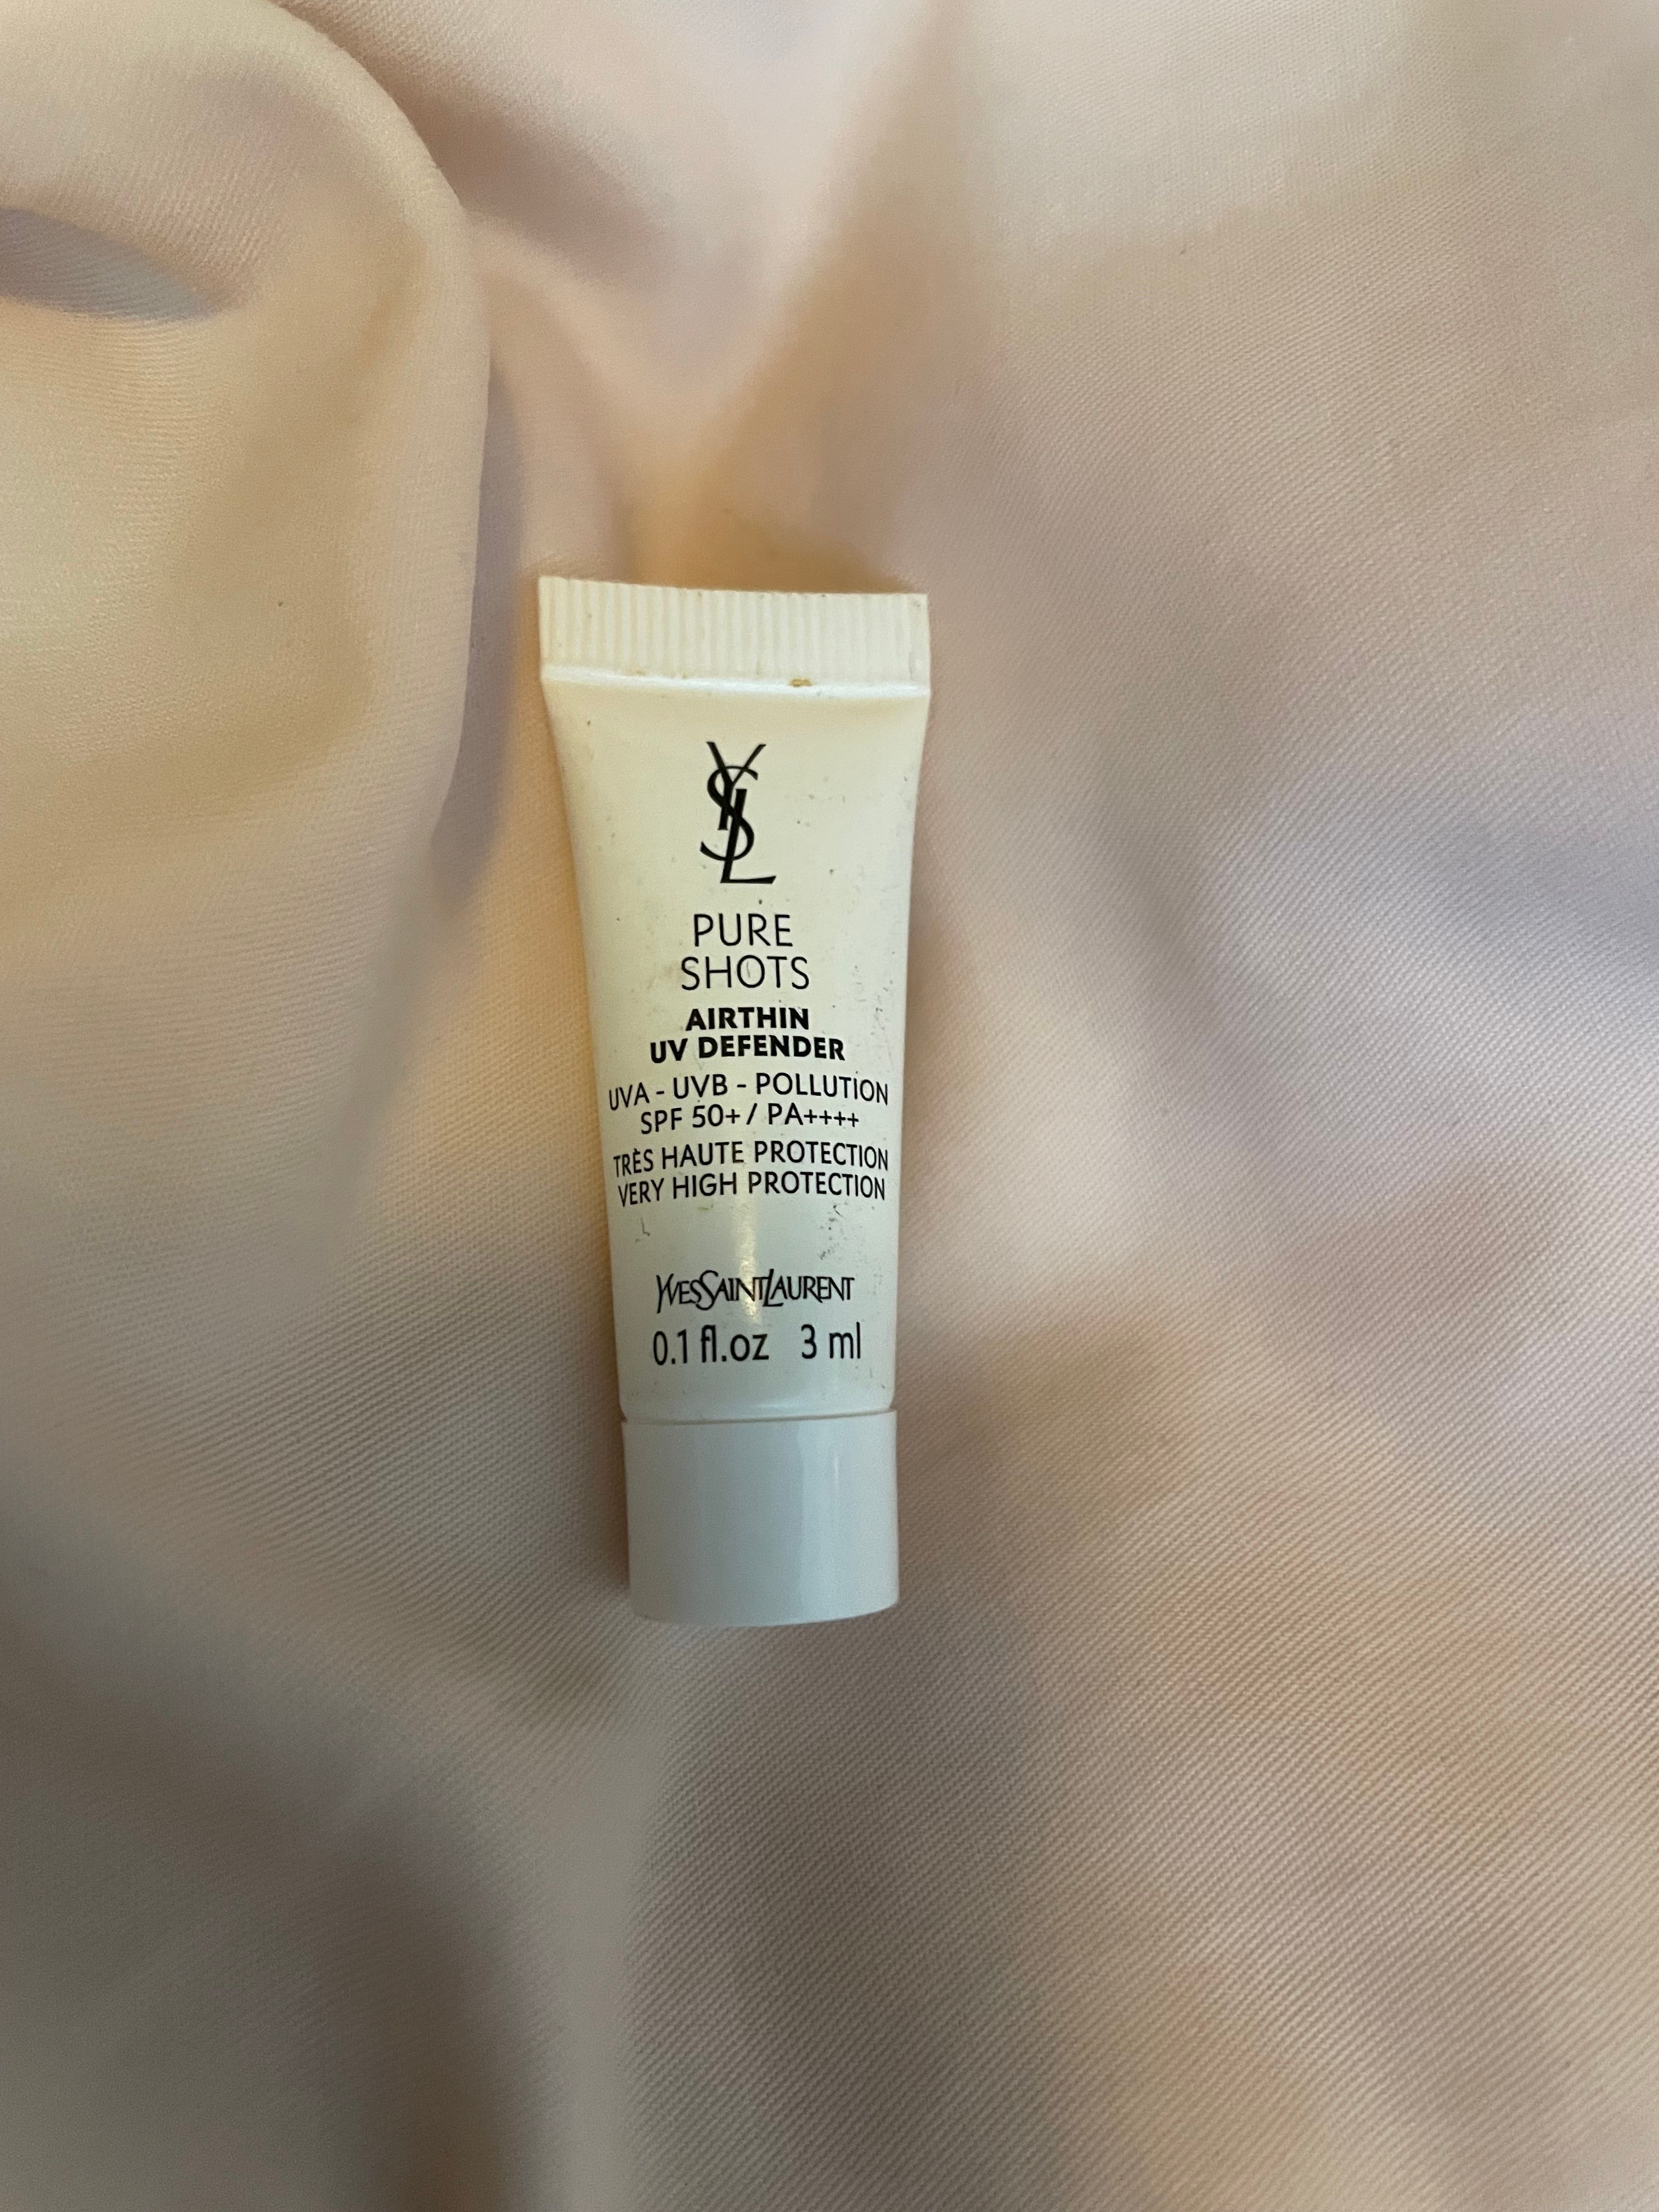 YSL
PURE
SHOTS
AIRTHIN
UV DEFENDER
UVA - UVB - POLLUTION
SPF 50+ / PA++++
TRÈS HAUTE PROTECTION
VERY HIGH PROTECTION
YVESSAINTLAURENT
0.1 fl.oz 3 ml